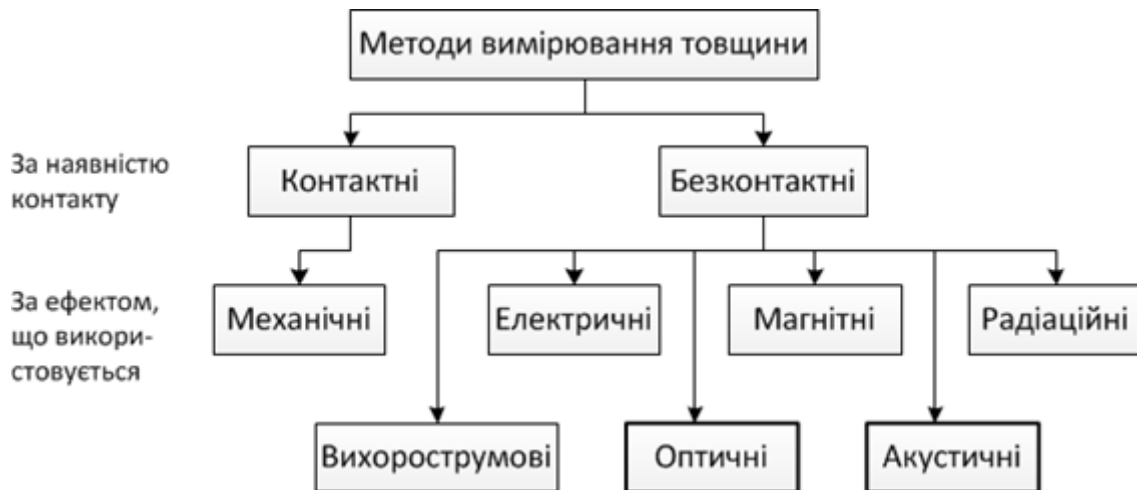 Методи вимірювання товщини
За наявністю
контакту
Контактні
Безконтактні
За ефектом,
що викори-
стовується
Механічні
Електричні
Магнітні
Радіаційні
Вихорострумові
Оптичні
Акустичні